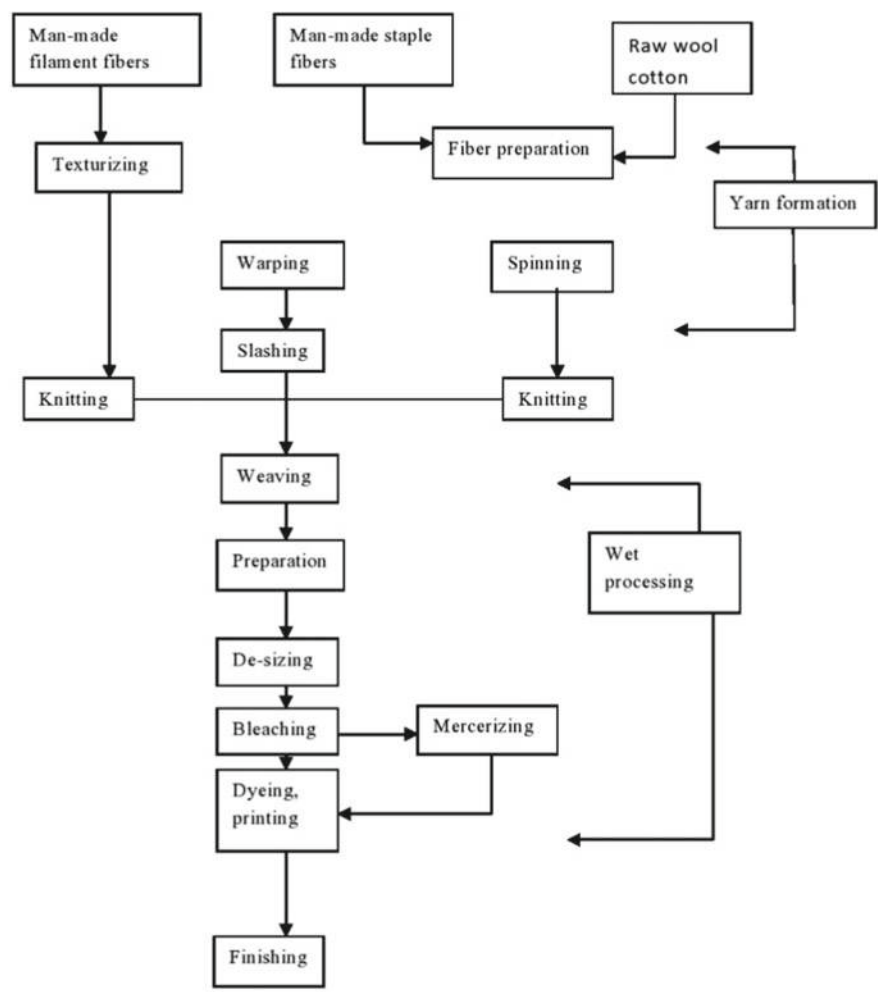 Man-made
filament fibers
Man-made staple
fibers
Raw wool
cotton
Texturizing
Fiber preparation
Yarn formation
Warping
Spinning
Slashing
Knitting
Knitting
Weaving
Wet
processing
Preparation
De-sizing
Bleaching
Mercerizing
Dyeing,
printing
Finishing